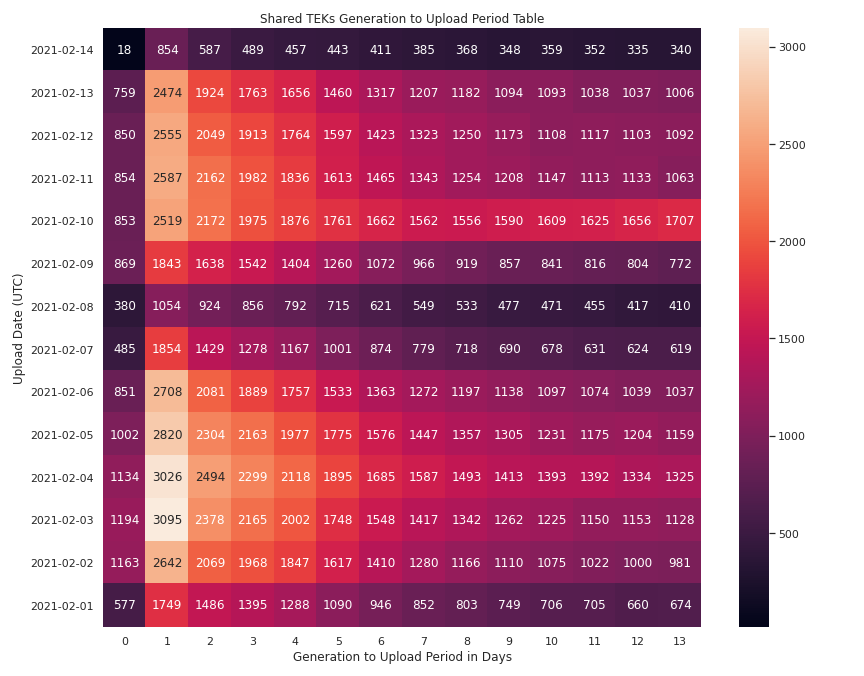 Shared TEKs Generation to Upload Period Table
2021-02-14 18 854 587 489 457 443 411 385 368 348 359 352 335 340
2021-02-13 759 2474 1924 1763 1656 1460 1317 1207 1182 1094 1093 1038 1037 1006
2021-02-12 850 2555 2049 1913 1764 1597 1423 1323 1250 1173 1108 1117 1103 1092
2021-02-11 854 2587 2162 1982 1836 1613 1465 1343 1254 1208 1147 1113 1133 1063
2021-02-10 853 2519 2172 1975 1876 1761 1662 1562 1556 1590 1609 1625 1656 1707
2021-02-09 869 1843 1638 1542 1404 1260 1072 966 919 857 841 816 804 772
2021-02-08 380 1054 924 856 792 715 621 549 533 477 471 455 417 410
2021-02-07 485 1854 1429 1278 1167 1001 874 779 718 690 678 631 624 619
2021-02-06 851 2708 2081 1889 1757 1533 1363 1272 1197 1138 1097 1074 1039 1037
2021-02-05 1002 2820 2304 2163 1977 1775 1576 1447 1357 1305 1231 1175 1204 1159
2021-02-04 1134 3026 2494 2299 2118 1895 1685 1587 1493 1413 1393 1392 1334 1325
2021-02-03 1194 3095 2378 2165 2002 1748 1548 1417 1342 1262 1225 1150 1153 1128
2021-02-02 1163 2642 2069 1968 1847 1617 1410 1280 1166 1110 1075 1022 1000 981
2021-02-01 577 1749 1486 1395 1288 1090 946 852 803 749 706 705 660 674
0 1 2 3 4 5 6 7 8 9 10 11 12 13
Generation to Upload Period in Days
Upload Date (UTC)
3000
2500
2000
1500
1000
500